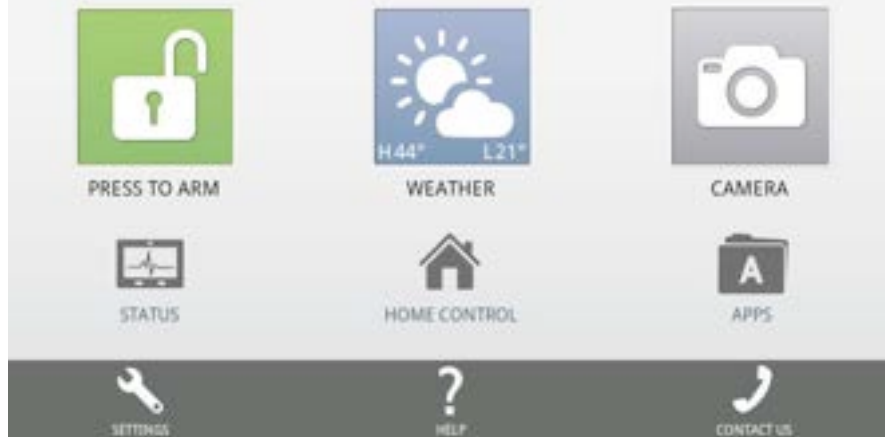 H44° L21°
PRESS TO ARM WEATHER CAMERA
A
STATUS HOME CONTROL APPS
SETTINGS HELP CONTACT US